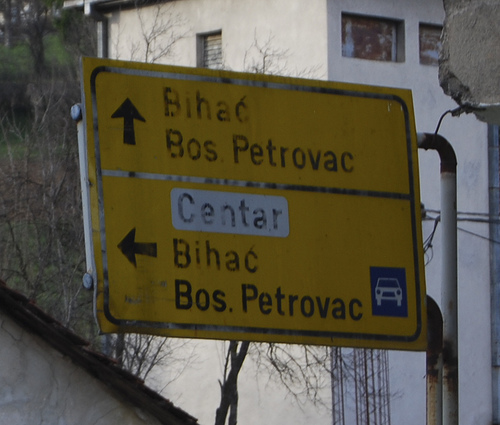 Bihać
Bos. Petrovac
Centar
Bihać
Bos. Petrovac